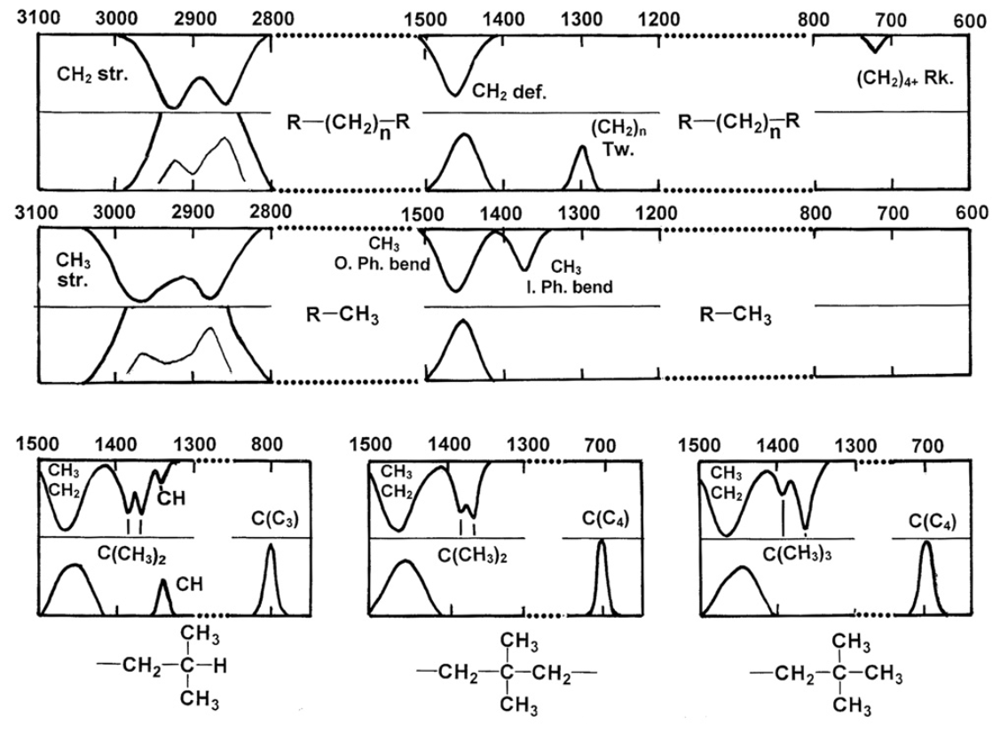 3100 3000 2900 2800 1500 1400 1300 1200 800 700 600
CH₂ str.
CH₂ def.
(CH₂)₄₊ Rk.
R—(CH₂)ₙ—R
(CH₂)ₙ
Tw.
R—(CH₂)ₙ—R
3100 3000 2900 2800 1500 1400 1300 1200 800 700 600
CH₃
str.
CH₃
O. Ph. bend
CH₃
I. Ph. bend
R—CH₃
R—CH₃
1500 1400 1300 800
CH₃
CH₂
CH
C(C₃)
C(CH₃)₂
CH
CH₃
—CH₂—C—H
CH₃
1500 1400 1300 700
CH₃
CH₂
C(C₄)
C(CH₃)₂
CH₃
—CH₂—C—CH₂—
CH₃
1500 1400 1300 700
CH₃
CH₂
C(C₄)
C(CH₃)₃
CH₃
—CH₂—C—CH₃
CH₃